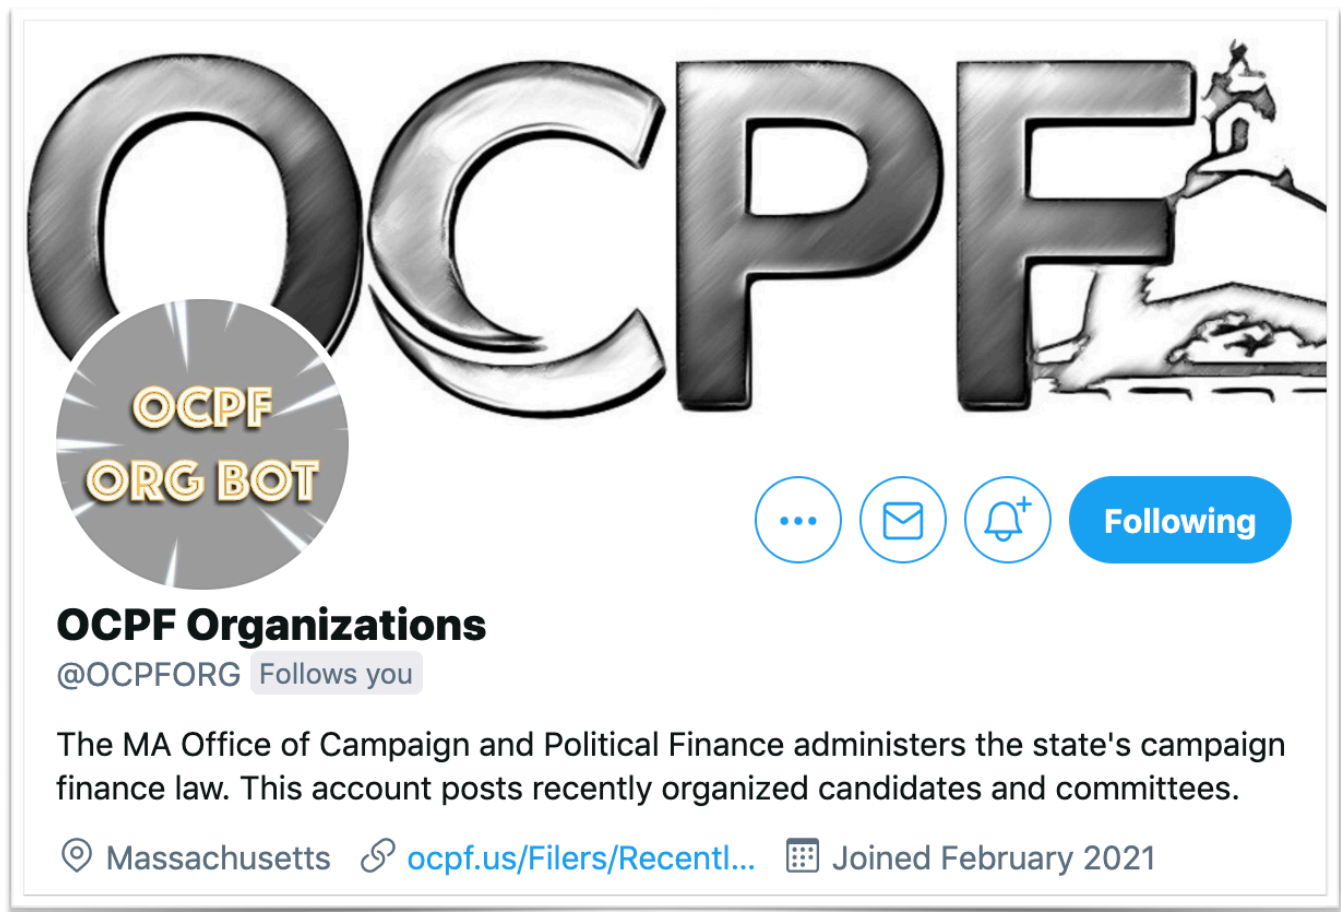 OCPF
OCPF
ORG BOT
Following
OCPF Organizations
@OCPFORG Follows you
The MA Office of Campaign and Political Finance administers the state's campaign
finance law. This account posts recently organized candidates and committees.
Massachusetts ocpf.us/Filers/Recentl... Joined February 2021